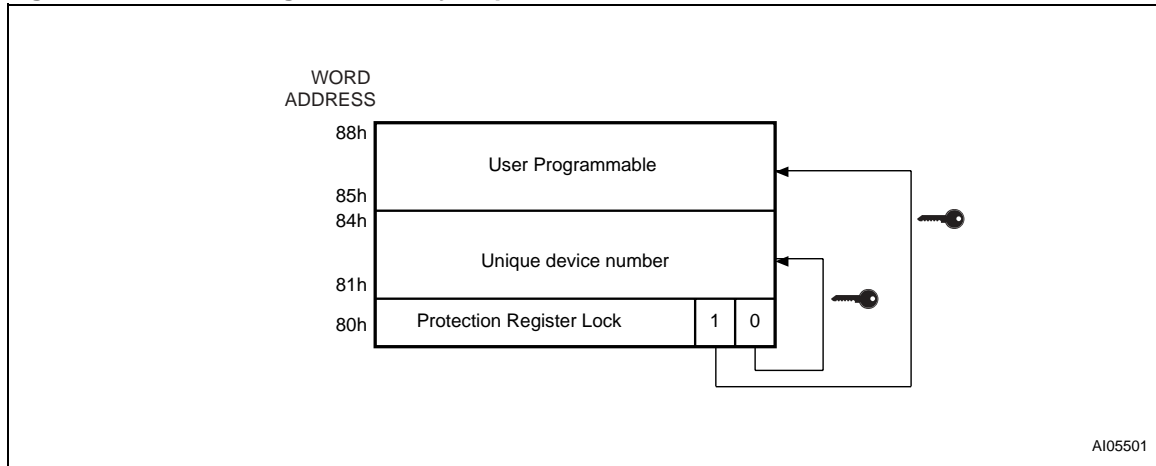 WORD
ADDRESS
88h
User Programmable
85h
84h
Unique device number
81h
80h
Protection Register Lock
1
0
AI05501